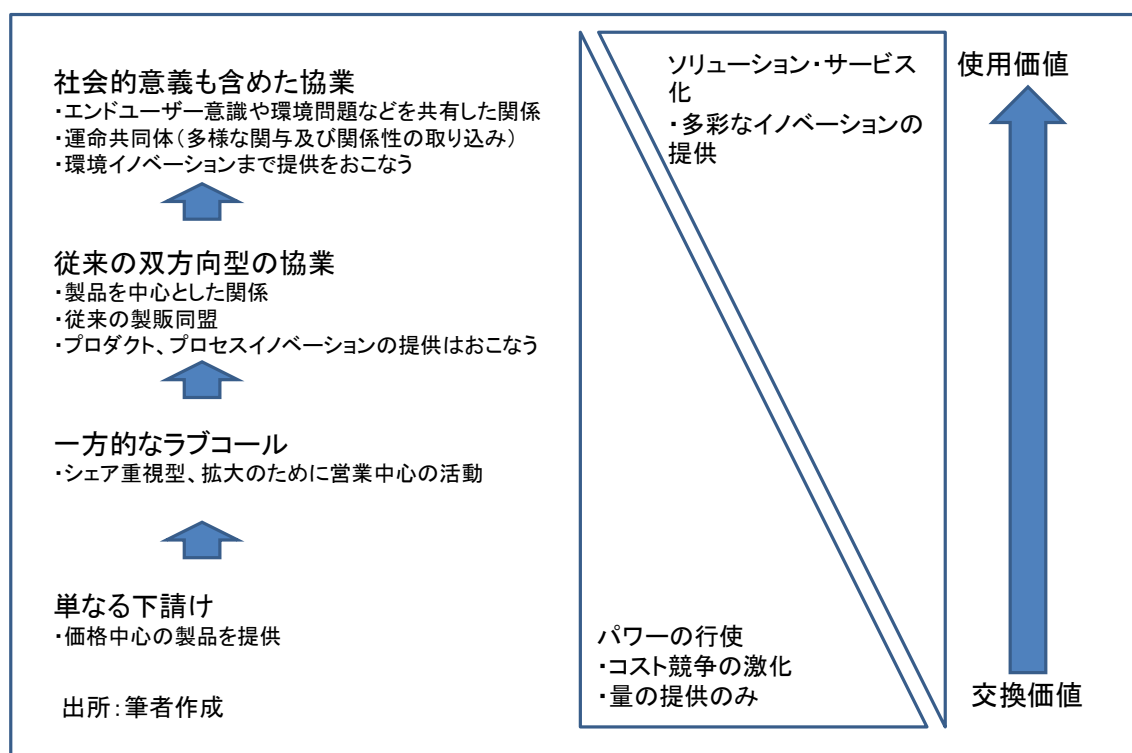 社会的意義も含めた協業
・エンドユーザー意識や環境問題などを共有した関係
・運命共同体(多様な関与及び関係性の取り込み)
・環境イノベーションまで提供をおこなう
従来の双方向型の協業
・製品を中心とした関係
・従来の製販同盟
・プロダクト、プロセスイノベーションの提供はおこなう
一方的なラブコール
・シェア重視型、拡大のために営業中心の活動
単なる下請け
・価格中心の製品を提供
出所:筆者作成
ソリューション・サービス
化
・多彩なイノベーションの
提供
パワーの行使
・コスト競争の激化
・量の提供のみ
使用価値
交換価値